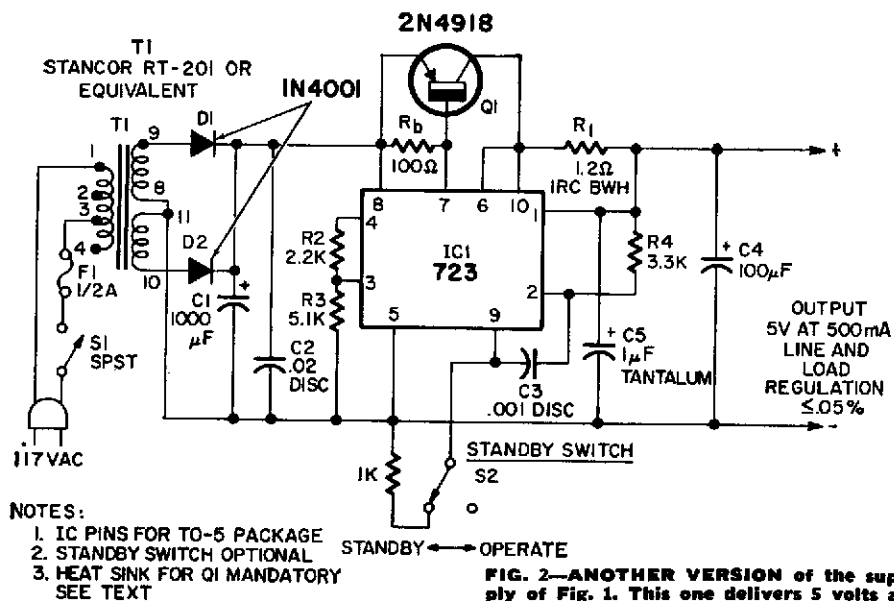 2N4918
T1
STANCOR RT-201 OR
EQUIVALENT
1N4001
Q1
T1
9
D1
Rb
100Ω
R1
1.2Ω
IRC BWH
+
1
2
3
4
8
11
10
D2
F1
1/2A
S1
SPST
117VAC
C1
1000
μF
+
C2
.02
DISC
R2
2.2K
R3
5.1K
8
7
6
10
4
3
5
9
1
2
IC1
723
R4
3.3K
+
C4
100μF
+
C5
1μF
TANTALUM
C3
.001 DISC
OUTPUT
5V AT 500mA
LINE AND
LOAD
REGULATION
≤.05%
-
1K
STANDBY SWITCH
S2
STANDBY ←→ OPERATE
NOTES:
1. IC PINS FOR TO-5 PACKAGE
2. STANDBY SWITCH OPTIONAL
3. HEAT SINK FOR Q1 MANDATORY
SEE TEXT
FIG. 2—ANOTHER VERSION of the sup-
ply of Fig. 1. This one delivers 5 volts a